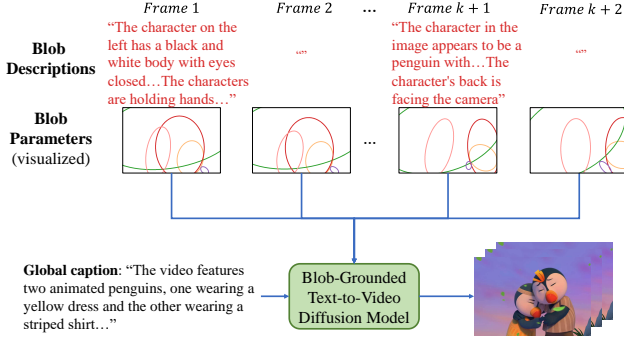 Frame 1 Frame 2 ... Frame k + 1 Frame k + 2
Blob
Descriptions
“The character on the
left has a black and
white body with eyes
closed…The characters
are holding hands…”
“”
“The character in the
image appears to be a
penguin with…The
character's back is
facing the camera”
“”
Blob
Parameters
(visualized)
...
Global caption: “The video features
two animated penguins, one wearing a
yellow dress and the other wearing a
striped shirt…”
Blob-Grounded
Text-to-Video
Diffusion Model